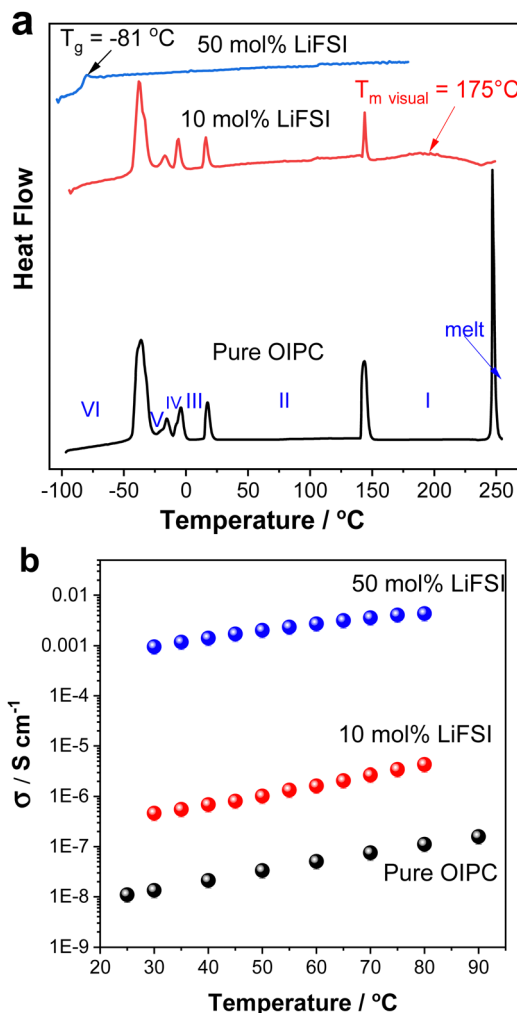 a
Tg = -81 ºC
50 mol% LiFSI
Tm visual = 175°C
10 mol% LiFSI
Heat Flow
Pure OIPC
melt
VI
V
IV
III
II
I
-100 -50 0 50 100 150 200 250
Temperature / ºC
b
50 mol% LiFSI
0.01
0.001
1E-4
10 mol% LiFSI
1E-5
1E-6
1E-7
Pure OIPC
1E-8
1E-9
σ / S cm-1
20 30 40 50 60 70 80 90
Temperature / ºC